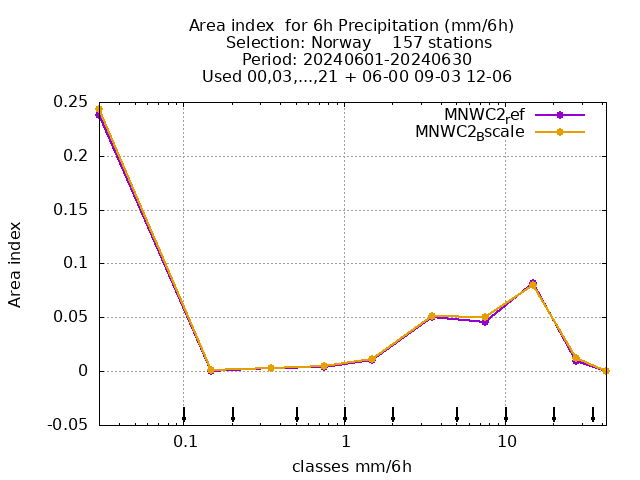 Area index  for 6h Precipitation (mm/6h)
Selection: Norway    157 stations
Period: 20240601-20240630
Used 00,03,...,21 + 06-00 09-03 12-06
MNWC2ref
MNWC2Bscale
0.25
0.2
0.15
0.1
0.05
0
-0.05
Area index
0.1
1
10
classes mm/6h